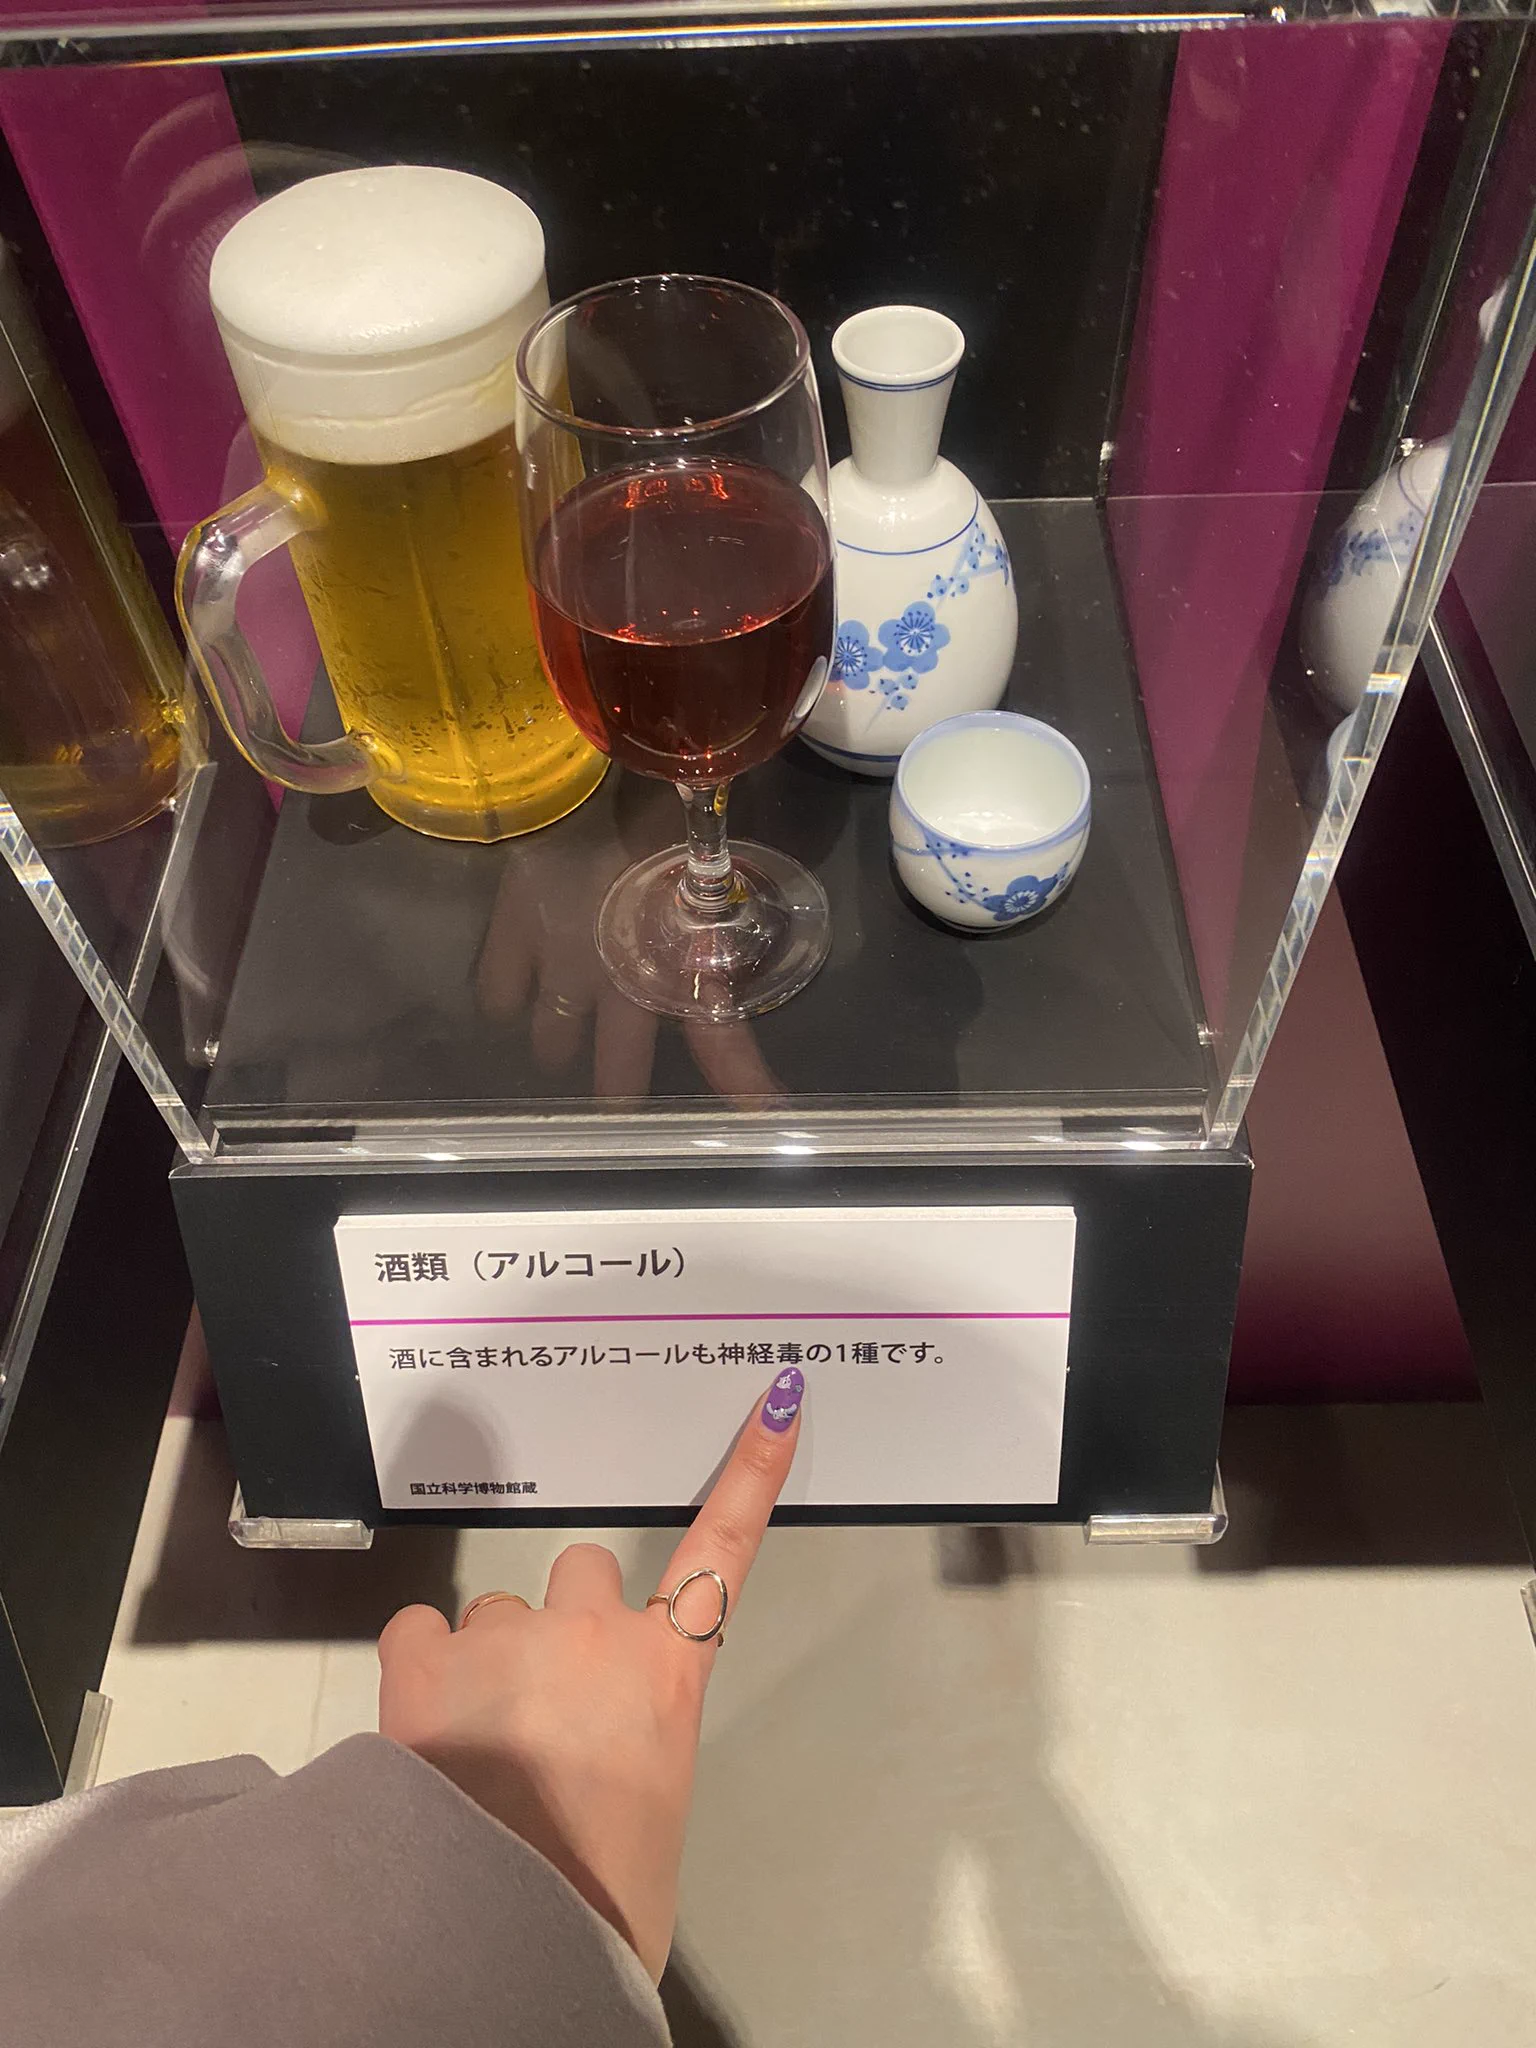 酒類（アルコール）
酒に含まれるアルコールも神経毒の1種です。
国立科学博物館蔵